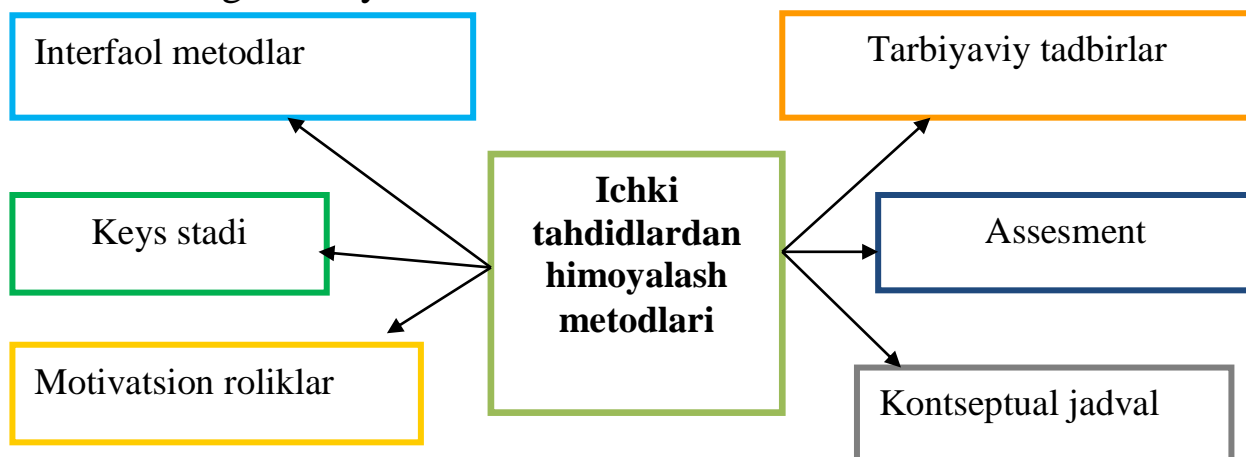 Interfaol metodlar
Tarbiyaviy tadbirlar
Ichki
tahdidlardan
himoyalash
metodlari
Keys stadi
Assesment
Motivatsion roliklar
Kontseptual jadval